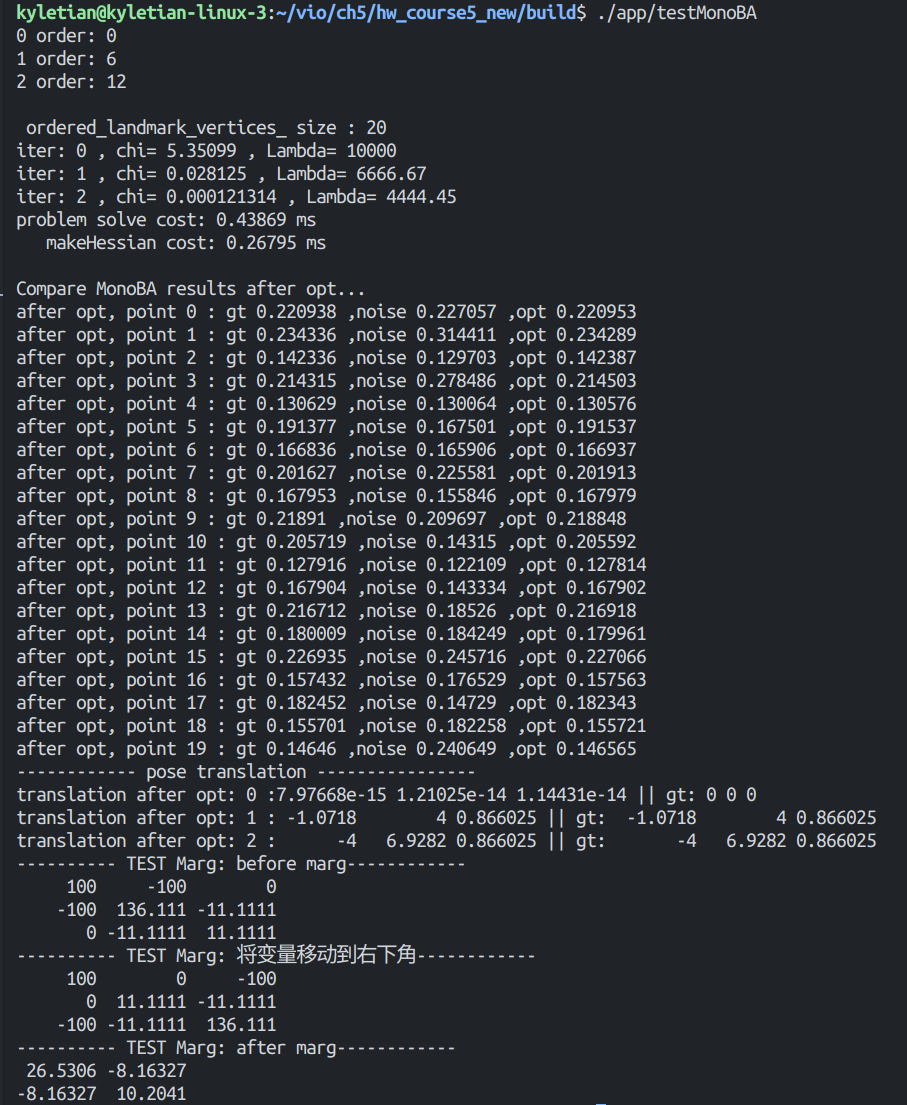 kyletian@kyletian-linux-3:~/vio/ch5/hw_course5_new/build$ ./app/testMonoBA
0 order: 0
1 order: 6
2 order: 12
ordered_landmark_vertices_ size : 20
iter: 0 , chi= 5.35099 , Lambda= 10000
iter: 1 , chi= 0.028125 , Lambda= 6666.67
iter: 2 , chi= 0.000121314 , Lambda= 4444.45
problem solve cost: 0.43869 ms
makeHessian cost: 0.26795 ms
Compare MonoBA results after opt...
after opt, point 0 : gt 0.220938 ,noise 0.227057 ,opt 0.220953
after opt, point 1 : gt 0.234336 ,noise 0.314411 ,opt 0.234289
after opt, point 2 : gt 0.142336 ,noise 0.129703 ,opt 0.142387
after opt, point 3 : gt 0.214315 ,noise 0.278486 ,opt 0.214503
after opt, point 4 : gt 0.130629 ,noise 0.130064 ,opt 0.130576
after opt, point 5 : gt 0.191377 ,noise 0.167501 ,opt 0.191537
after opt, point 6 : gt 0.166836 ,noise 0.165906 ,opt 0.166937
after opt, point 7 : gt 0.201627 ,noise 0.225581 ,opt 0.201913
after opt, point 8 : gt 0.167953 ,noise 0.155846 ,opt 0.167979
after opt, point 9 : gt 0.21891 ,noise 0.209697 ,opt 0.218848
after opt, point 10 : gt 0.205719 ,noise 0.14315 ,opt 0.205592
after opt, point 11 : gt 0.127916 ,noise 0.122109 ,opt 0.127814
after opt, point 12 : gt 0.167904 ,noise 0.143334 ,opt 0.167902
after opt, point 13 : gt 0.216712 ,noise 0.18526 ,opt 0.216918
after opt, point 14 : gt 0.180009 ,noise 0.184249 ,opt 0.179961
after opt, point 15 : gt 0.226935 ,noise 0.245716 ,opt 0.227066
after opt, point 16 : gt 0.157432 ,noise 0.176529 ,opt 0.157563
after opt, point 17 : gt 0.182452 ,noise 0.14729 ,opt 0.182343
after opt, point 18 : gt 0.155701 ,noise 0.182258 ,opt 0.155721
after opt, point 19 : gt 0.14646 ,noise 0.240649 ,opt 0.146565
------------ pose translation ----------------
translation after opt: 0 :7.97668e-15 1.21025e-14 1.14431e-14 || gt: 0 0 0
translation after opt: 1 : -1.0718 4 0.866025 || gt: -1.0718 4 0.866025
translation after opt: 2 : -4 6.9282 0.866025 || gt: -4 6.9282 0.866025
---------- TEST Marg: before marg------------
100 -100 0
-100 136.111 -11.1111
0 -11.1111 11.1111
---------- TEST Marg: 将变量移动到右下角------------
100 0 -100
0 11.1111 -11.1111
-100 -11.1111 136.111
---------- TEST Marg: after marg------------
26.5306 -8.16327
-8.16327 10.2041